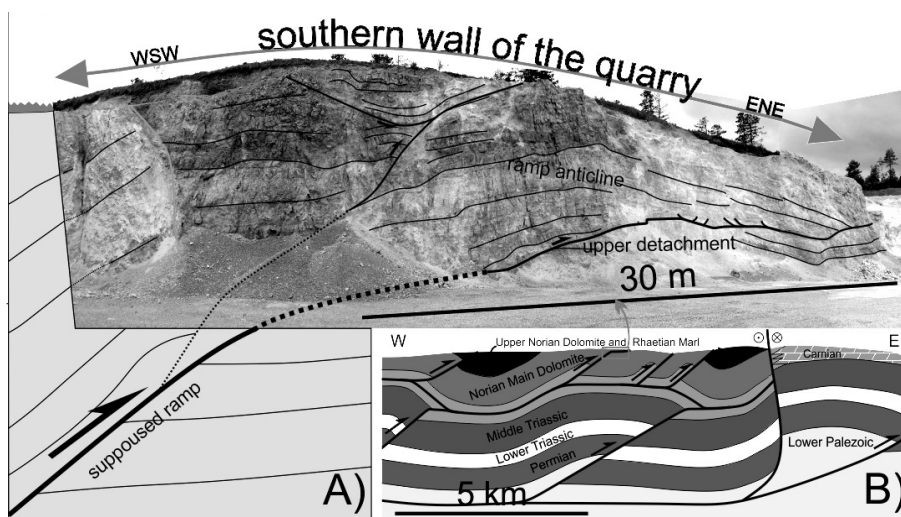 southern wall of the quarry
WSW
ENE
ramp anticline
upper detachment
30 m
suppoused ramp
A)
W
Upper Norian Dolomite and Rhaetian Marl
E
Carnian
Norian Main Dolomite
Middle Triassic
Lower Triassic
Permian
Lower Palezoic
5 km
B)